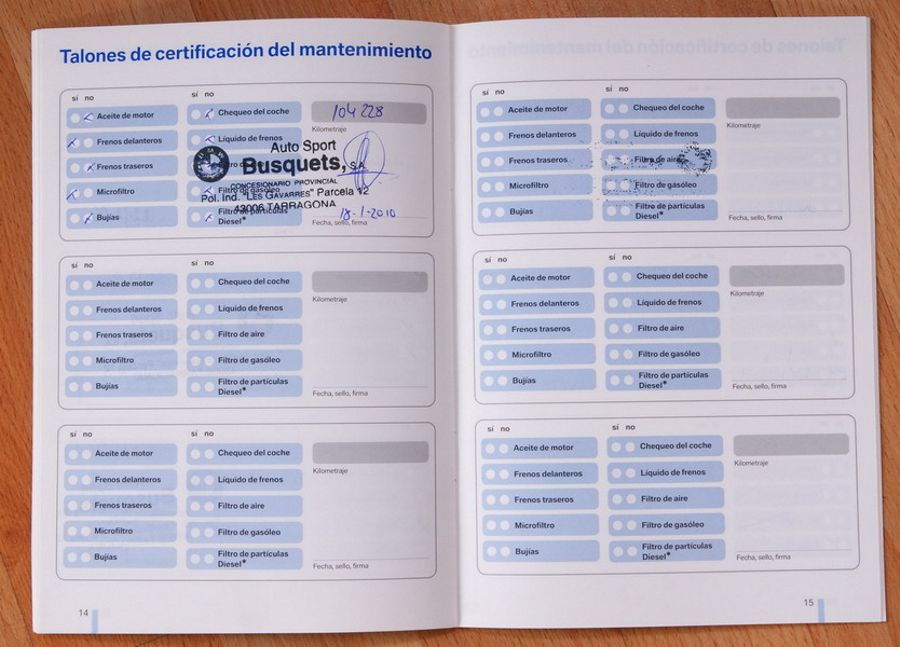 Talones de certificación del mantenimiento
sí no
sí no
Aceite de motor
Chequeo del coche
104 228
Frenos delanteros
Líquido de frenos
Kilometraje
Auto Sport
Frenos traseros
Filtro de aire
Busquets, S.A.
CONCESIONARIO PROVINCIAL
Microfiltro
Filtro de gasóleo
Pol. Ind. "LES GAVARRES" Parcela 12
43006 TARRAGONA
Bujías
Filtro de partículas
Diesel*
18-1-2010
Fecha, sello, firma
sí no
sí no
Aceite de motor
Chequeo del coche
Frenos delanteros
Líquido de frenos
Kilometraje
Frenos traseros
Filtro de aire
Microfiltro
Filtro de gasóleo
Bujías
Filtro de partículas
Diesel*
Fecha, sello, firma
sí no
sí no
Aceite de motor
Chequeo del coche
Frenos delanteros
Líquido de frenos
Kilometraje
Frenos traseros
Filtro de aire
Microfiltro
Filtro de gasóleo
Bujías
Filtro de partículas
Diesel*
Fecha, sello, firma
14
sí no
sí no
Aceite de motor
Chequeo del coche
Frenos delanteros
Líquido de frenos
Kilometraje
Frenos traseros
Filtro de aire
Microfiltro
Filtro de gasóleo
Bujías
Filtro de partículas
Diesel*
Fecha, sello, firma
sí no
sí no
Aceite de motor
Chequeo del coche
Frenos delanteros
Líquido de frenos
Kilometraje
Frenos traseros
Filtro de aire
Microfiltro
Filtro de gasóleo
Bujías
Filtro de partículas
Diesel*
Fecha, sello, firma
sí no
sí no
Aceite de motor
Chequeo del coche
Frenos delanteros
Líquido de frenos
Kilometraje
Frenos traseros
Filtro de aire
Microfiltro
Filtro de gasóleo
Bujías
Filtro de partículas
Diesel*
Fecha, sello, firma
15